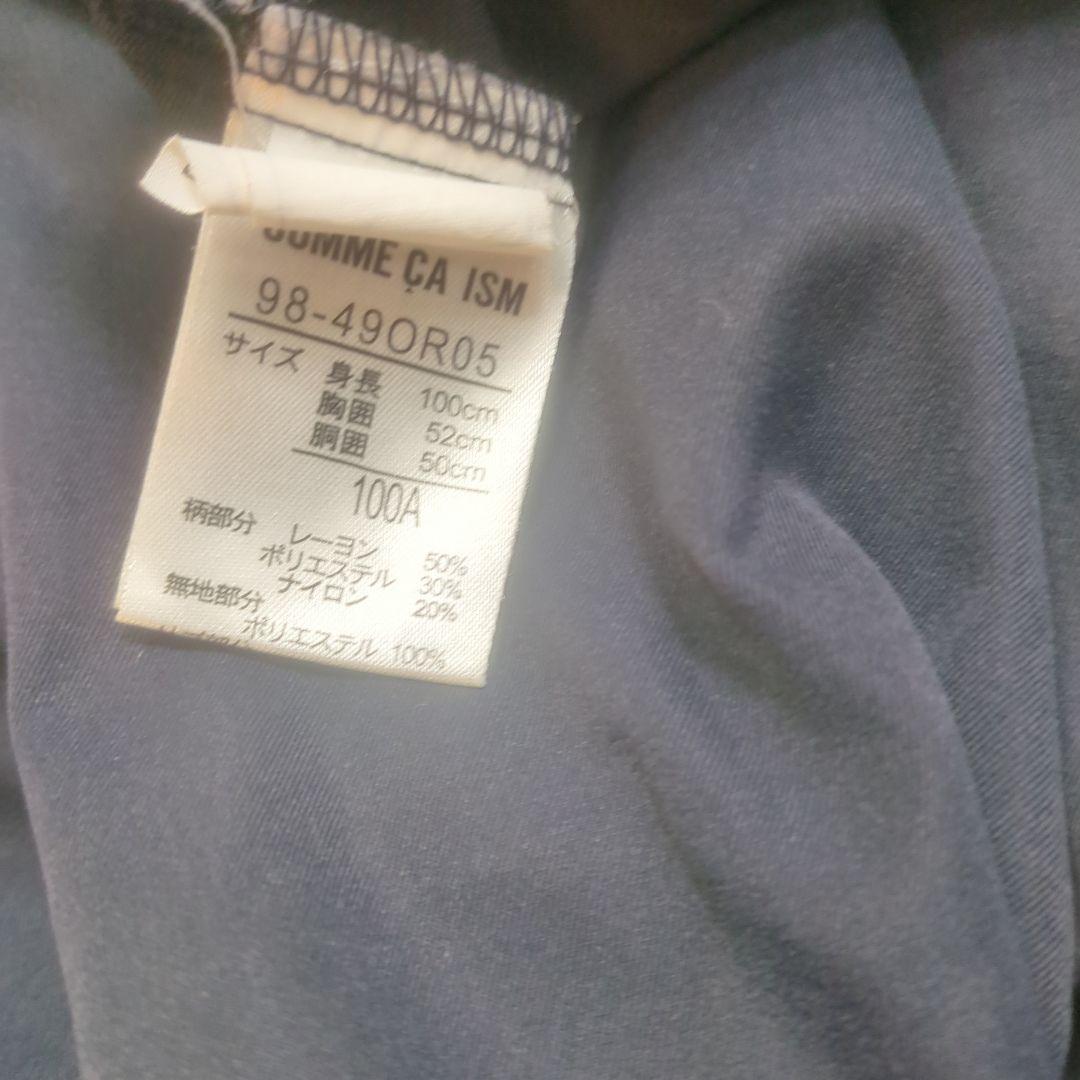 COMME ÇA ISM
98-49OR05
サイズ 身長 100cm
胸囲 52cm
胴囲 50cm
100A
柄部分 レーヨン 50%
ポリエステル 30%
ナイロン 20%
無地部分
ポリエステル 100%